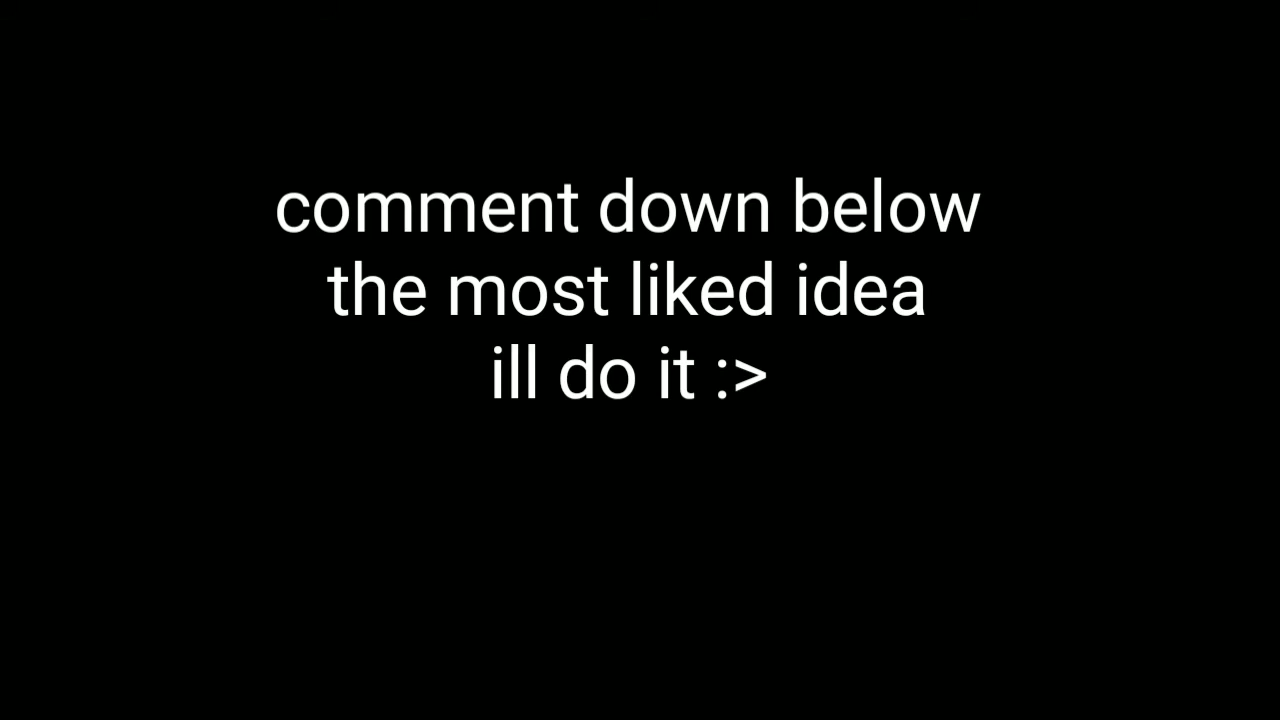 comment down below
the most liked idea
ill do it :>